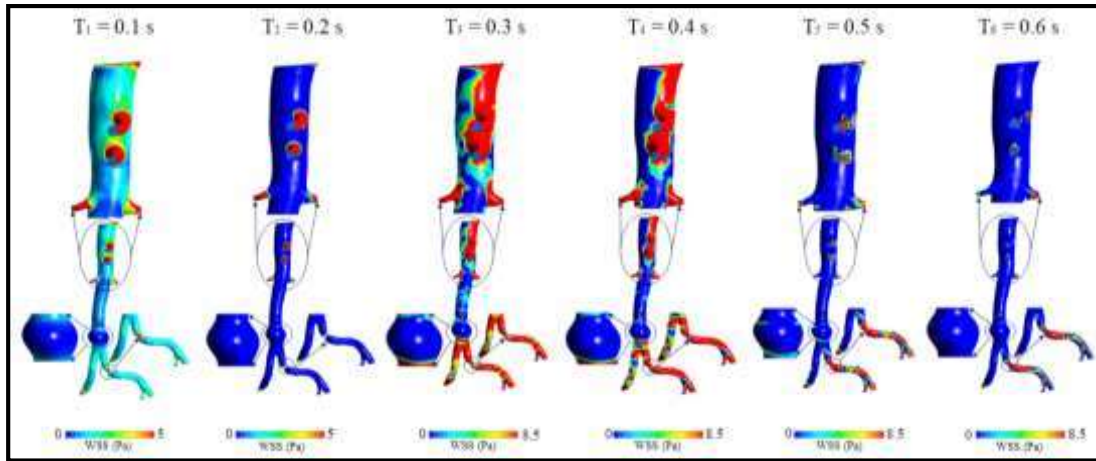 T₁ = 0.1 s
T₂ = 0.2 s
T₃ = 0.3 s
T₄ = 0.4 s
T₅ = 0.5 s
T₆ = 0.6 s
0 5
WSS (Pa)
0 5
WSS (Pa)
0 8.5
WSS (Pa)
0 8.5
WSS (Pa)
0 8.5
WSS (Pa)
0 8.5
WSS (Pa)